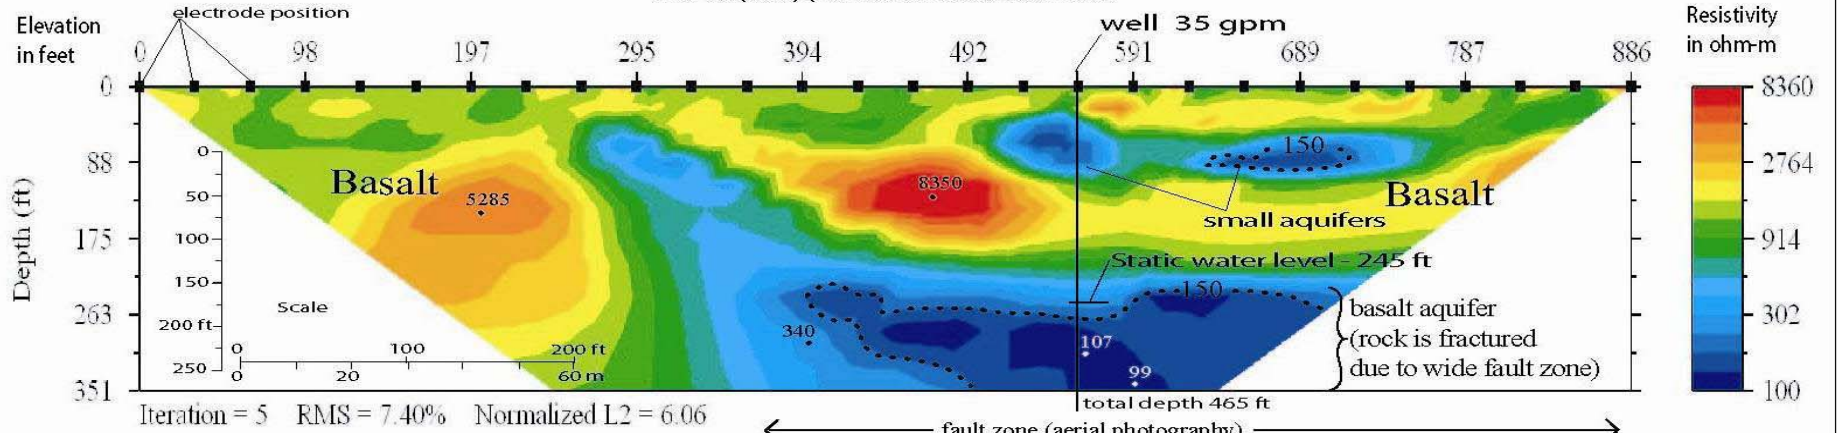 electrode position
Elevation
in feet
well 35 gpm
Resistivity
in ohm-m
0 98 197 295 394 492 591 689 787 886
Depth (ft)
0
88
175
263
351
8360
2764
914
302
100
Basalt
5285
8350
150
Basalt
small aquifers
Static water level - 245 ft
150
340
107
99
basalt aquifer
(rock is fractured
due to wide fault zone)
0
50
100
150
200 ft
250
Scale
0 100 200 ft
0 20 60 m
total depth 465 ft
Iteration = 5 RMS = 7.40% Normalized L2 = 6.06
fault zone (aerial photography)